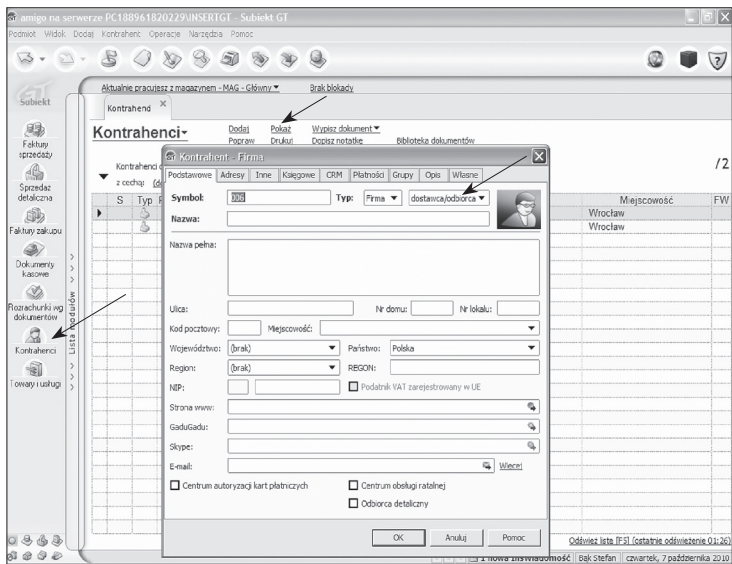 amigo na serwerze PC188961820229\INSERTGT - Subiekt GT
Podmiot Widok Dodaj Kontrahent Operacje Narzędzia Pomoc
Aktualnie pracujesz z magazynem - MAG - Główny Brak blokady
Subiekt
Kontrahend
Kontrahenci
Dodaj Pokaż Wypisz dokument
Popraw Drukuj Dopisz notatkę Biblioteka dokumentów
Kontrahenci o
z cechą:
/2
S Typ Miejscowość FW
Wrocław
Wrocław
Faktury sprzedaży
Sprzedaż detaliczna
Faktury zakupu
Dokumenty kasowe
Rozrachunki wg dokumentów
Kontrahenci
Towary i usługi
Lista modułów
Kontrahent - Firma
Podstawowe Adresy Inne Księgowe CRM Płatności Grupy Opis Własne
Symbol: 006 Typ: Firma dostawca/odbiorca
Nazwa:
Nazwa pełna:
Ulica: Nr domu: Nr lokalu:
Kod pocztowy: Miejscowość:
Województwo: (brak) Państwo: Polska
Region: (brak) REGON:
NIP: Podatnik VAT zarejestrowany w UE
Strona www:
GaduGadu:
Skype:
E-mail: Więcej
Centrum autoryzacji kart płatniczych Centrum obsługi ratalnej
Odbiorca detaliczny
OK Anuluj Pomoc
Odśwież listę [F5] (ostatnie odświeżenie 01:26)
1 nowa Bąk Stefan czwartek, 7 października 2010